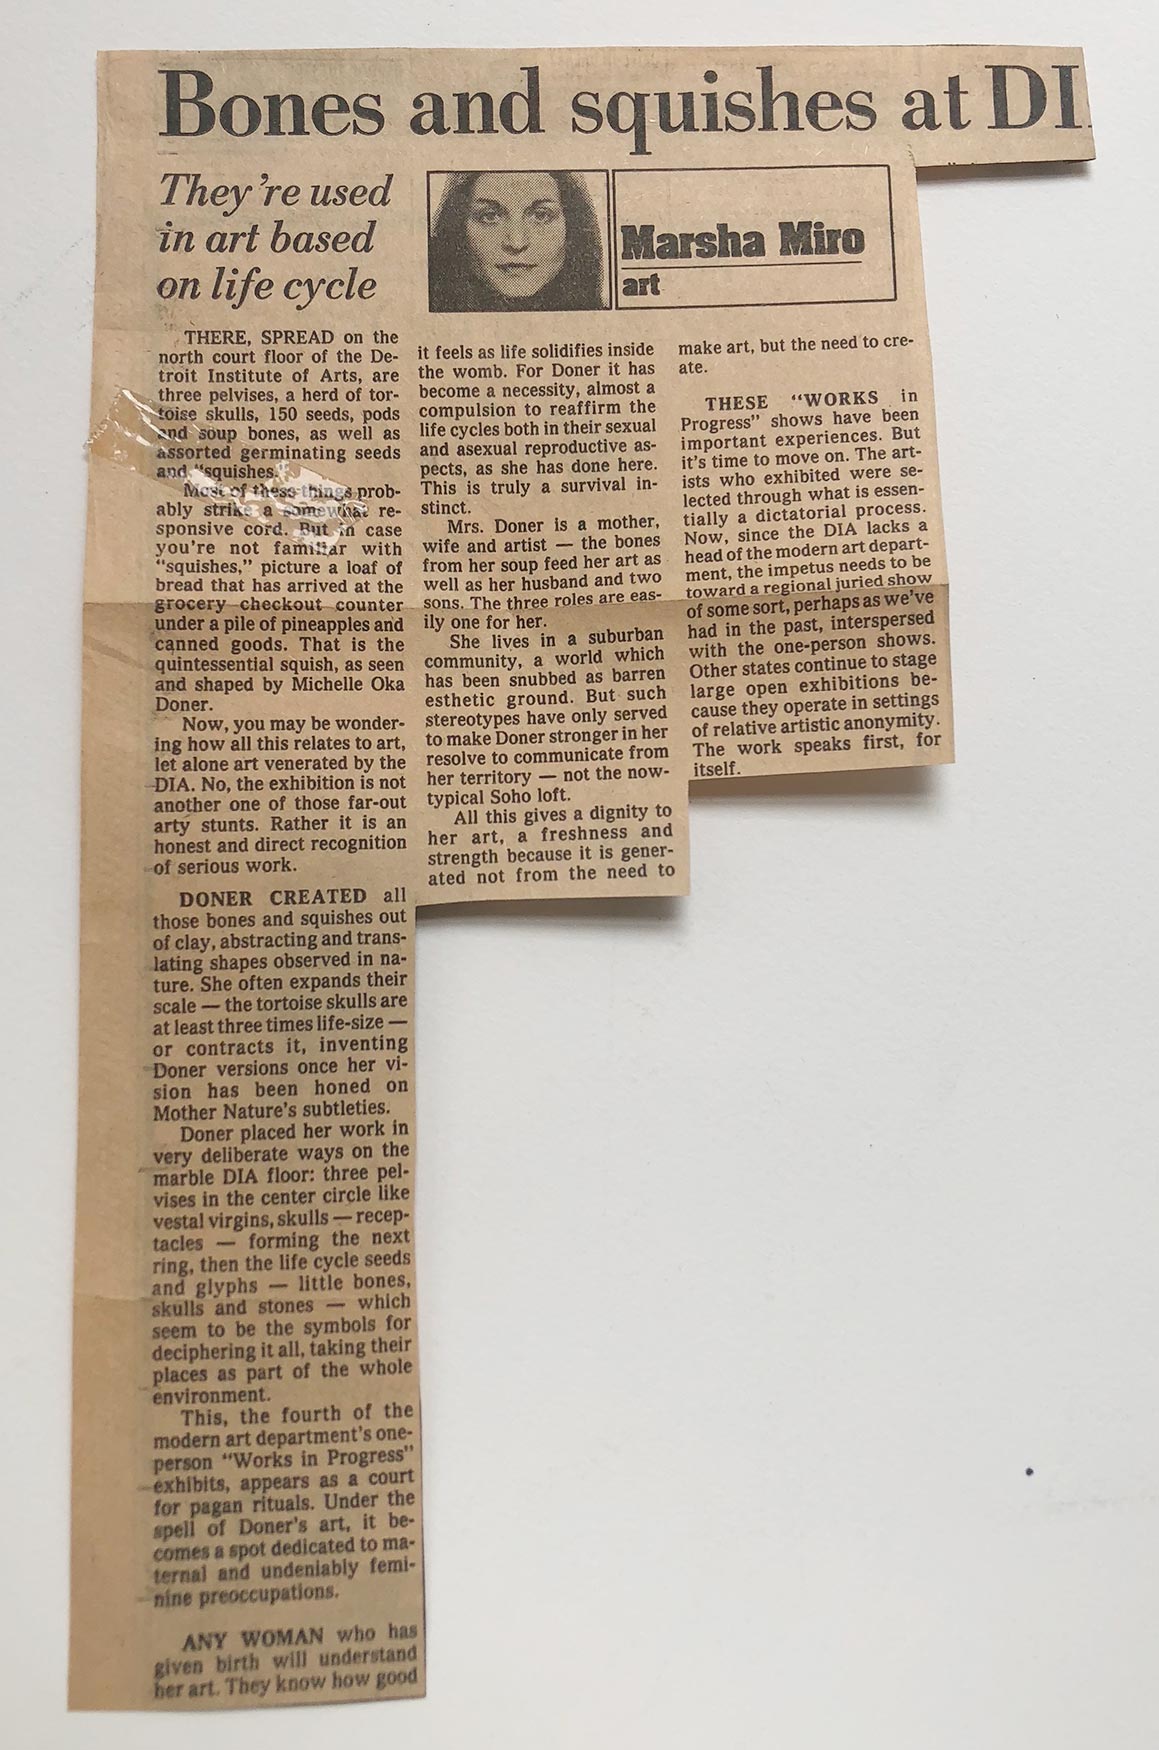 Bones and squishes at DI
They're used
in art based
on life cycle
Marsha Miro
art
THERE, SPREAD on the
north court floor of the De-
troit Institute of Arts, are
three pelvises, a herd of tor-
toise skulls, 150 seeds, pods
and soup bones, as well as
assorted germinating seeds
and "squishes.
Most of these things prob-
ably strike a somewhat re-
sponsive cord. But in case
you're not familiar with
"squishes," picture a loaf of
bread that has arrived at the
grocery checkout counter
under a pile of pineapples and
canned goods. That is the
quintessential squish, as seen
and shaped by Michelle Oka
Doner.
Now, you may be wonder-
ing how all this relates to art,
let alone art venerated by the
DIA. No, the exhibition is not
another one of those far-out
arty stunts. Rather it is an
honest and direct recognition
of serious work.
DONER CREATED all
those bones and squishes out
of clay, abstracting and trans-
lating shapes observed in na-
ture. She often expands their
scale — the tortoise skulls are
at least three times life-size —
or contracts it, inventing
Doner versions once her vi-
sion has been honed on
Mother Nature's subtleties.
Doner placed her work in
very deliberate ways on the
marble DIA floor: three pel-
vises in the center circle like
vestal virgins, skulls — recep-
tacles — forming the next
ring, then the life cycle seeds
and glyphs — little bones,
skulls and stones — which
seem to be the symbols for
deciphering it all, taking their
places as part of the whole
environment.
This, the fourth of the
modern art department's one-
person "Works in Progress"
exhibits, appears as a court
for pagan rituals. Under the
spell of Doner's art, it be-
comes a spot dedicated to ma-
ternal and undeniably femi-
nine preoccupations.
ANY WOMAN who has
given birth will understand
her art. They know how good
it feels as life solidifies inside
the womb. For Doner it has
become a necessity, almost a
compulsion to reaffirm the
life cycles both in their sexual
and asexual reproductive as-
pects, as she has done here.
This is truly a survival in-
stinct.
Mrs. Doner is a mother,
wife and artist — the bones
from her soup feed her art as
well as her husband and two
sons. The three roles are eas-
ily one for her.
She lives in a suburban
community, a world which
has been snubbed as barren
esthetic ground. But such
stereotypes have only served
to make Doner stronger in her
resolve to communicate from
her territory — not the now-
typical Soho loft.
All this gives a dignity to
her art, a freshness and
strength because it is gener-
ated not from the need to
make art, but the need to cre-
ate.
THESE "WORKS in
Progress" shows have been
important experiences. But
it's time to move on. The art-
ists who exhibited were se-
lected through what is essen-
tially a dictatorial process.
Now, since the DIA lacks a
head of the modern art depart-
ment, the impetus needs to be
toward a regional juried show
of some sort, perhaps as we've
had in the past, interspersed
with the one-person shows.
Other states continue to stage
large open exhibitions be-
cause they operate in settings
of relative artistic anonymity.
The work speaks first, for
itself.